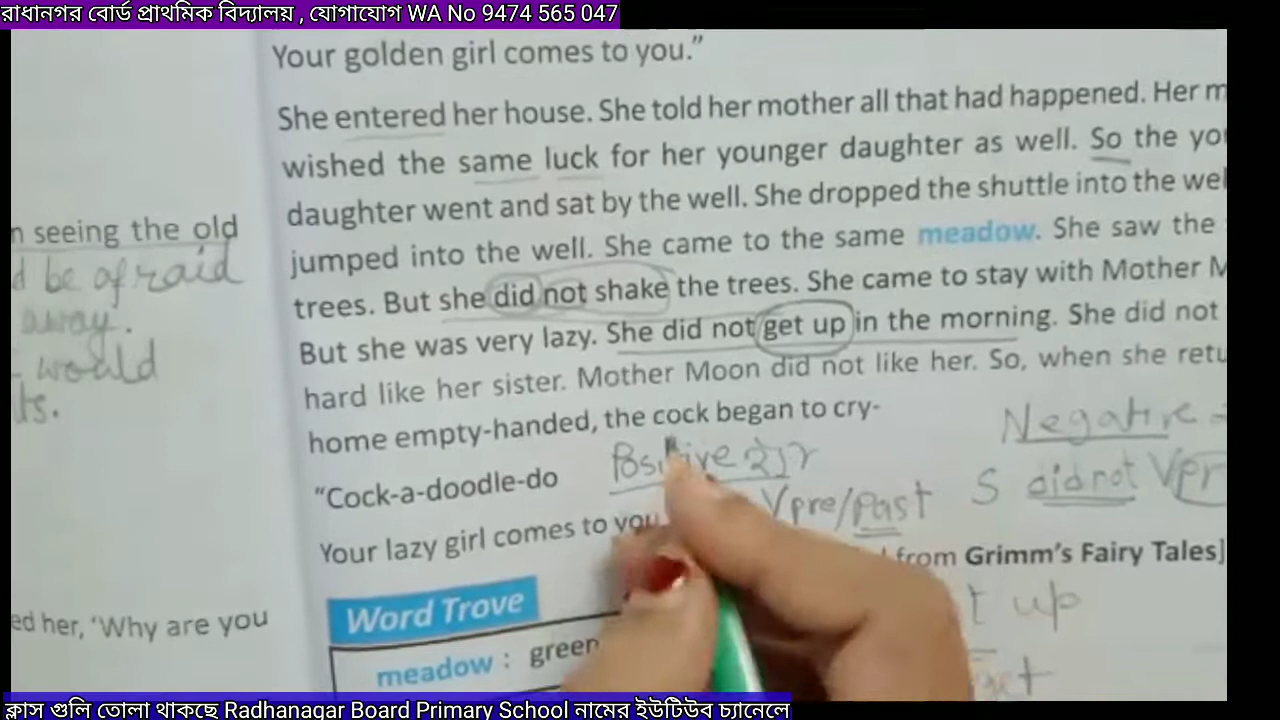 রাধানগর বোর্ড প্রাথমিক বিদ্যালয় , যোগাযোগ WA No 9474 565 047
Your golden girl comes to you.”
She entered her house. She told her mother all that had happened. Her
wished the same luck for her younger daughter as well. So the
daughter went and sat by the well. She dropped the shuttle into the
jumped into the well. She came to the same meadow. She saw the
trees. But she did not shake the trees. She came to stay with Mother
But she was very lazy. She did not get up in the morning. She did not
hard like her sister. Mother Moon did not like her. So, when she
home empty-handed, the cock began to cry-
“Cock-a-doodle-do
Your lazy girl comes to you
from Grimm’s Fairy Tales]
Word Trove
meadow : green
seeing the old
be afraid
away.
would
ed her, ‘Why are you
Negative
Vpre/past S did not
up
get
ক্লাস গুলি তোলা থাকছে Radhanagar Board Primary School নামের ইউটিউব চ্যানেলে